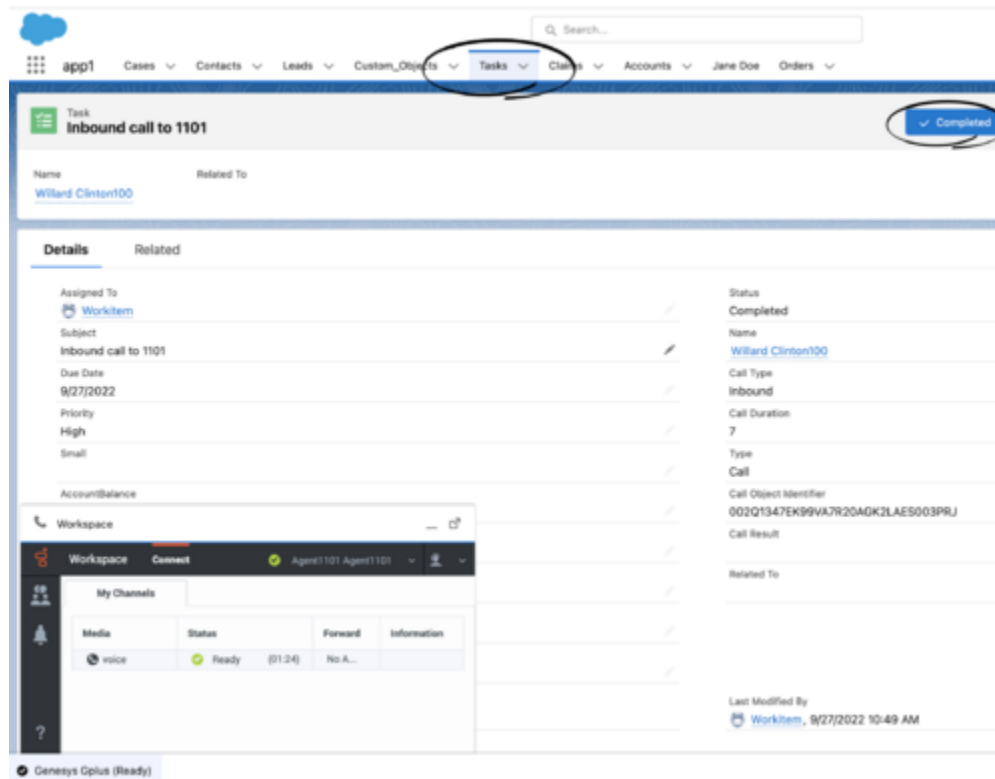 Search...
app1 Cases Contacts Leads Custom_Objects Tasks Claims Accounts Jane Doe Orders
Task
Inbound call to 1101
Completed
Name Related To
Willard Clinton100
Details Related
Assigned To
Workitem
Subject
Inbound call to 1101
Due Date
9/27/2022
Priority
High
Small
AccountBalance
Status
Completed
Name
Willard Clinton100
Call Type
Inbound
Call Duration
7
Type
Call
Call Object Identifier
002Q1347EK99VA7R20AGK2LAES003PRJ
Call Result
Related To
Last Modified By
Workitem, 9/27/2022 10:49 AM
Workspace
Workspace Connect Agent1101 Agent1101
My Channels
Media Status Forward Information
voice Ready (01:24) No A...
?
Genesys Gplus (Ready)